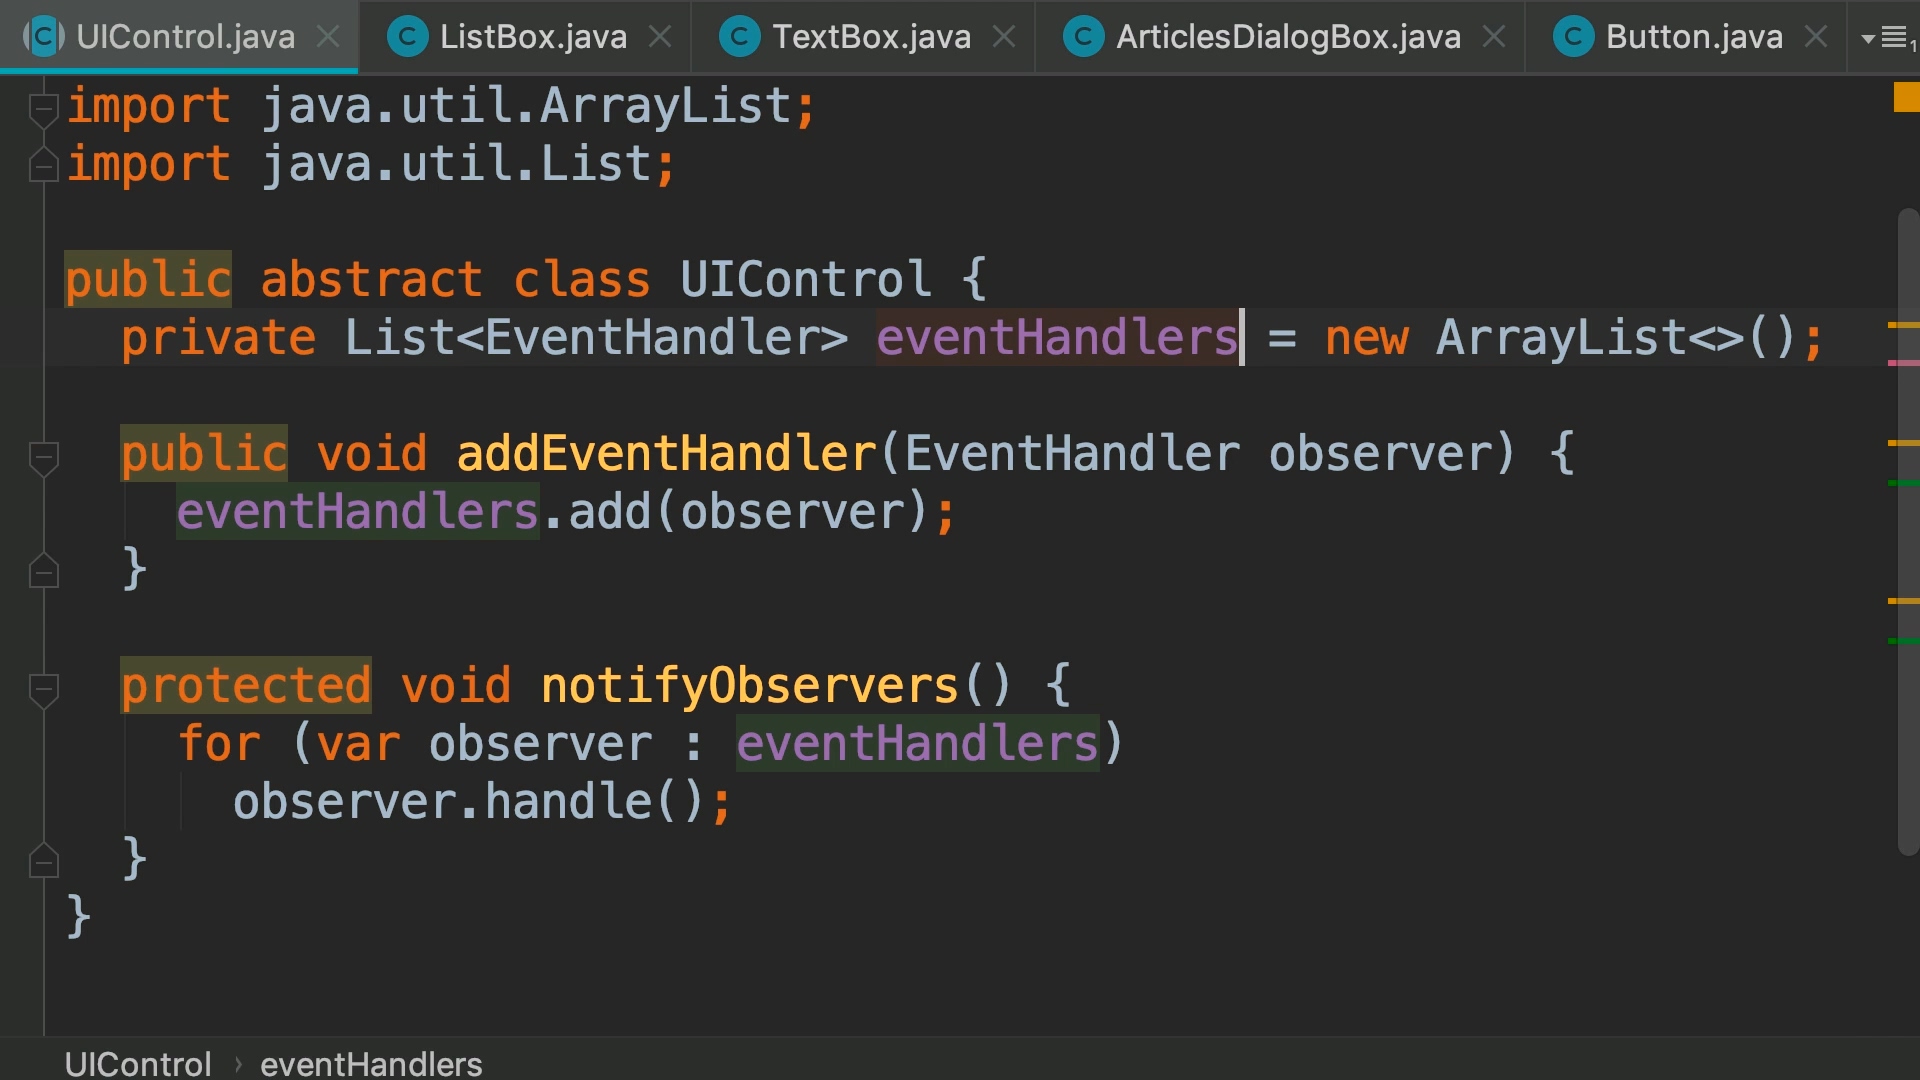 UIControl.java ListBox.java TextBox.java ArticlesDialogBox.java Button.java 1
import java.util.ArrayList;
import java.util.List;
public abstract class UIControl {
private List<EventHandler> eventHandlers = new ArrayList<>();
public void addEventHandler(EventHandler observer) {
eventHandlers.add(observer);
}
protected void notifyObservers() {
for (var observer : eventHandlers)
observer.handle();
}
}
UIControl › eventHandlers